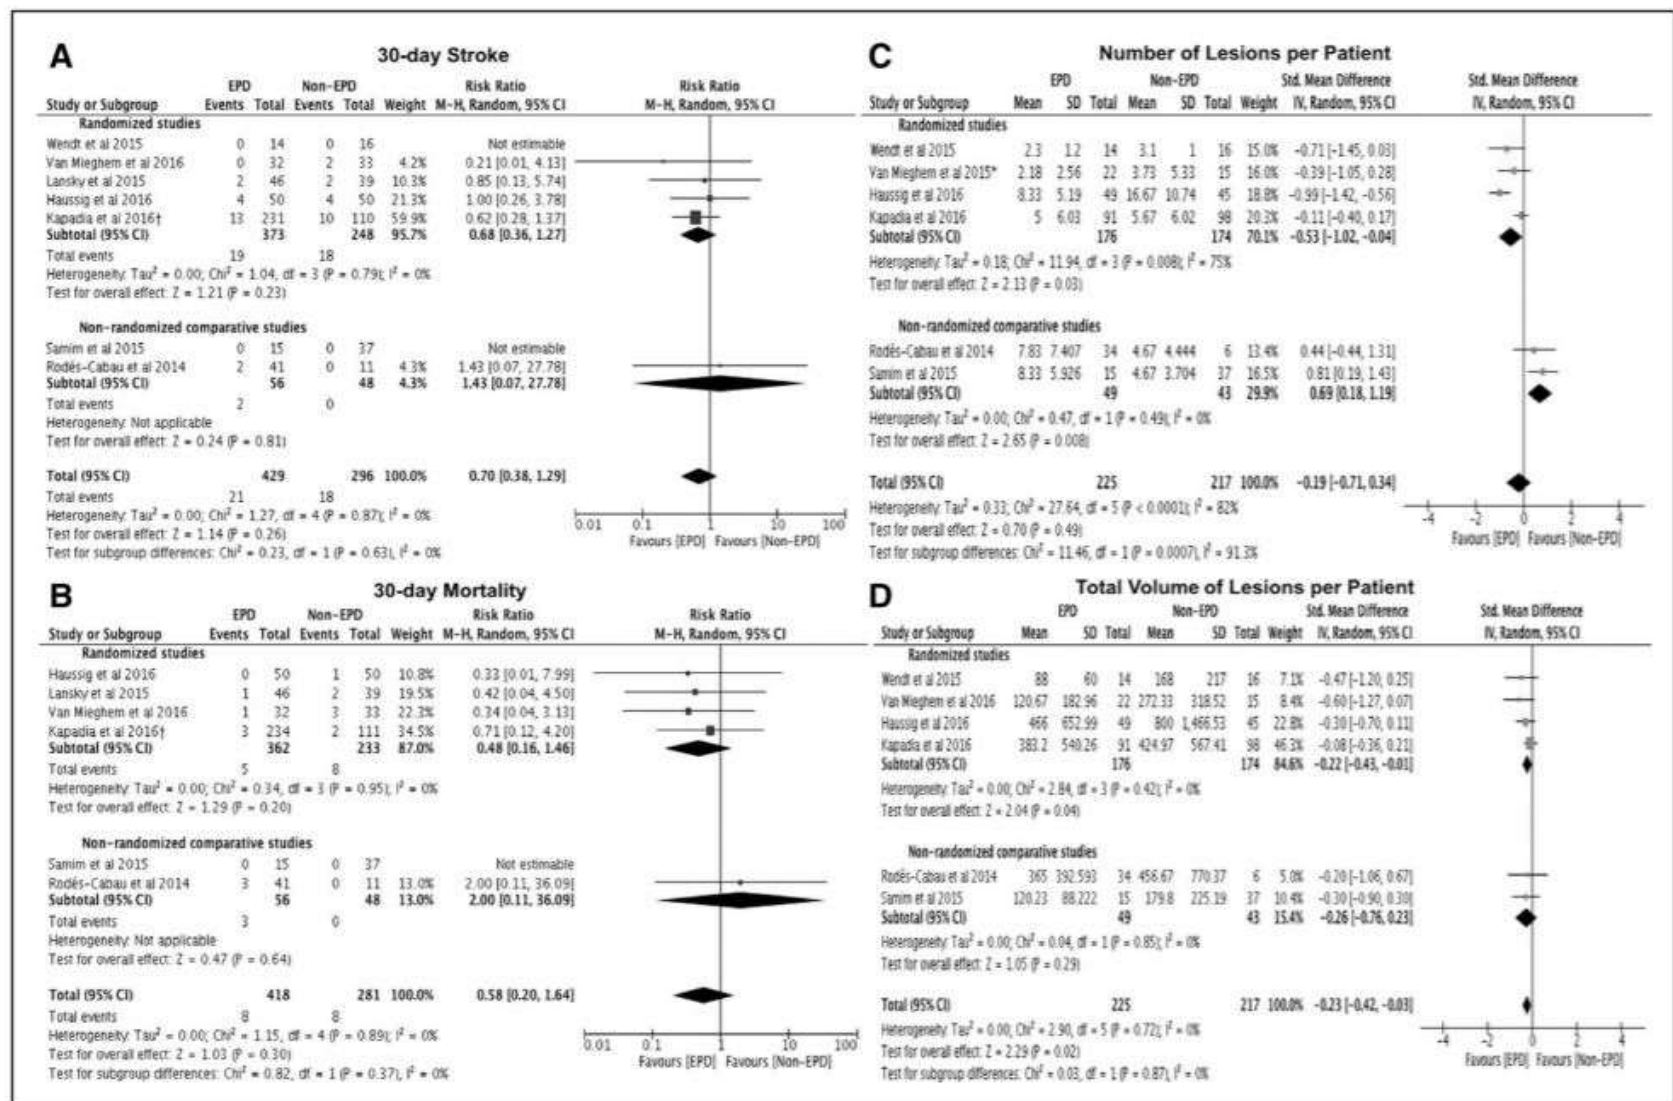 A
30-day Stroke
EPD Non-EPD Risk Ratio Risk Ratio
Study or Subgroup Events Total Events Total Weight M-H, Random, 95% CI M-H, Random, 95% CI
Randomized studies
Wendt et al 2015 0 14 0 16 Not estimable
Van Mieghem et al 2016 0 32 2 33 4.2% 0.21 [0.01, 4.13]
Lansky et al 2015 2 46 2 39 10.3% 0.85 [0.13, 5.74]
Haussig et al 2016 4 50 4 50 21.3% 1.00 [0.26, 3.78]
Kapadia et al 2016† 13 231 10 110 59.9% 0.62 [0.28, 1.37]
Subtotal (95% CI) 373 248 95.7% 0.68 [0.36, 1.27]
Total events 19 18
Heterogeneity: Tau² = 0.00; Chi² = 1.04, df = 3 (P = 0.79); I² = 0%
Test for overall effect: Z = 1.21 (P = 0.23)
Non-randomized comparative studies
Samim et al 2015 0 15 0 37 Not estimable
Rodés-Cabau et al 2014 2 41 0 11 4.3% 1.43 [0.07, 27.78]
Subtotal (95% CI) 56 48 4.3% 1.43 [0.07, 27.78]
Total events 2 0
Heterogeneity: Not applicable
Test for overall effect: Z = 0.24 (P = 0.81)
Total (95% CI) 429 296 100.0% 0.70 [0.38, 1.29]
Total events 21 18
Heterogeneity: Tau² = 0.00; Chi² = 1.27, df = 4 (P = 0.87); I² = 0%
Test for overall effect: Z = 1.14 (P = 0.26)
Test for subgroup differences: Chi² = 0.23, df = 1 (P = 0.63), I² = 0%
0.01 0.1 1 10 100
Favours [EPD] Favours [Non-EPD]
B
30-day Mortality
EPD Non-EPD Risk Ratio Risk Ratio
Study or Subgroup Events Total Events Total Weight M-H, Random, 95% CI M-H, Random, 95% CI
Randomized studies
Haussig et al 2016 0 50 1 50 10.8% 0.33 [0.01, 7.99]
Lansky et al 2015 1 46 2 39 19.5% 0.42 [0.04, 4.50]
Van Mieghem et al 2016 1 32 3 33 22.3% 0.34 [0.04, 3.13]
Kapadia et al 2016† 3 234 2 111 34.5% 0.71 [0.12, 4.20]
Subtotal (95% CI) 362 233 87.0% 0.48 [0.16, 1.46]
Total events 5 8
Heterogeneity: Tau² = 0.00; Chi² = 0.34, df = 3 (P = 0.95); I² = 0%
Test for overall effect: Z = 1.29 (P = 0.20)
Non-randomized comparative studies
Samim et al 2015 0 15 0 37 Not estimable
Rodés-Cabau et al 2014 3 41 0 11 13.0% 2.00 [0.11, 36.09]
Subtotal (95% CI) 56 48 13.0% 2.00 [0.11, 36.09]
Total events 3 0
Heterogeneity: Not applicable
Test for overall effect: Z = 0.47 (P = 0.64)
Total (95% CI) 418 281 100.0% 0.58 [0.20, 1.64]
Total events 8 8
Heterogeneity: Tau² = 0.00; Chi² = 1.15, df = 4 (P = 0.89); I² = 0%
Test for overall effect: Z = 1.03 (P = 0.30)
Test for subgroup differences: Chi² = 0.82, df = 1 (P = 0.37), I² = 0%
0.01 0.1 1 10 100
Favours [EPD] Favours [Non-EPD]
C
Number of Lesions per Patient
EPD Non-EPD Std. Mean Difference Std. Mean Difference
Study or Subgroup Mean SD Total Mean SD Total Weight IV, Random, 95% CI IV, Random, 95% CI
Randomized studies
Wendt et al 2015 2.3 1.2 14 3.1 1 16 15.0% -0.71 [-1.45, 0.03]
Van Mieghem et al 2015* 2.18 2.56 22 3.73 5.33 15 16.0% -0.39 [-1.05, 0.28]
Haussig et al 2016 8.33 5.19 49 16.67 10.74 45 18.8% -0.99 [-1.42, -0.56]
Kapadia et al 2016 5 6.03 91 5.67 6.02 98 20.3% -0.11 [-0.40, 0.17]
Subtotal (95% CI) 176 174 70.1% -0.53 [-1.02, -0.04]
Heterogeneity: Tau² = 0.18; Chi² = 11.94, df = 3 (P = 0.008); I² = 75%
Test for overall effect: Z = 2.13 (P = 0.03)
Non-randomized comparative studies
Rodés-Cabau et al 2014 7.83 7.407 34 4.67 4.444 6 13.4% 0.44 [-0.44, 1.31]
Samim et al 2015 8.33 5.926 15 4.67 3.704 37 16.5% 0.81 [0.19, 1.43]
Subtotal (95% CI) 49 43 29.9% 0.69 [0.18, 1.19]
Heterogeneity: Tau² = 0.00; Chi² = 0.47, df = 1 (P = 0.49); I² = 0%
Test for overall effect: Z = 2.65 (P = 0.008)
Total (95% CI) 225 217 100.0% -0.19 [-0.71, 0.34]
Heterogeneity: Tau² = 0.33; Chi² = 27.64, df = 5 (P < 0.0001); I² = 82%
Test for overall effect: Z = 0.70 (P = 0.49)
Test for subgroup differences: Chi² = 11.46, df = 1 (P = 0.0007), I² = 91.3%
-4 -2 0 2 4
Favours [EPD] Favours [Non-EPD]
D
Total Volume of Lesions per Patient
EPD Non-EPD Std. Mean Difference Std. Mean Difference
Study or Subgroup Mean SD Total Mean SD Total Weight IV, Random, 95% CI IV, Random, 95% CI
Randomized studies
Wendt et al 2015 88 60 14 168 217 16 7.1% -0.47 [-1.20, 0.25]
Van Mieghem et al 2016 120.67 182.96 22 272.33 318.52 15 8.4% -0.60 [-1.27, 0.07]
Haussig et al 2016 466 652.99 49 800 1,466.53 45 22.8% -0.30 [-0.70, 0.11]
Kapadia et al 2016 383.2 540.26 91 424.97 567.41 98 46.3% -0.08 [-0.36, 0.21]
Subtotal (95% CI) 176 174 84.6% -0.22 [-0.43, -0.01]
Heterogeneity: Tau² = 0.00; Chi² = 2.84, df = 3 (P = 0.42); I² = 0%
Test for overall effect: Z = 2.04 (P = 0.04)
Non-randomized comparative studies
Rodés-Cabau et al 2014 365 392.593 34 456.67 770.37 6 5.0% -0.20 [-1.06, 0.67]
Samim et al 2015 120.23 88.222 15 179.8 225.19 37 10.4% -0.30 [-0.90, 0.30]
Subtotal (95% CI) 49 43 15.4% -0.26 [-0.76, 0.23]
Heterogeneity: Tau² = 0.00; Chi² = 0.04, df = 1 (P = 0.85); I² = 0%
Test for overall effect: Z = 1.05 (P = 0.29)
Total (95% CI) 225 217 100.0% -0.23 [-0.42, -0.03]
Heterogeneity: Tau² = 0.00; Chi² = 2.90, df = 5 (P = 0.72); I² = 0%
Test for overall effect: Z = 2.29 (P = 0.02)
Test for subgroup differences: Chi² = 0.03, df = 1 (P = 0.87), I² = 0%
-4 -2 0 2 4
Favours [EPD] Favours [Non-EPD]